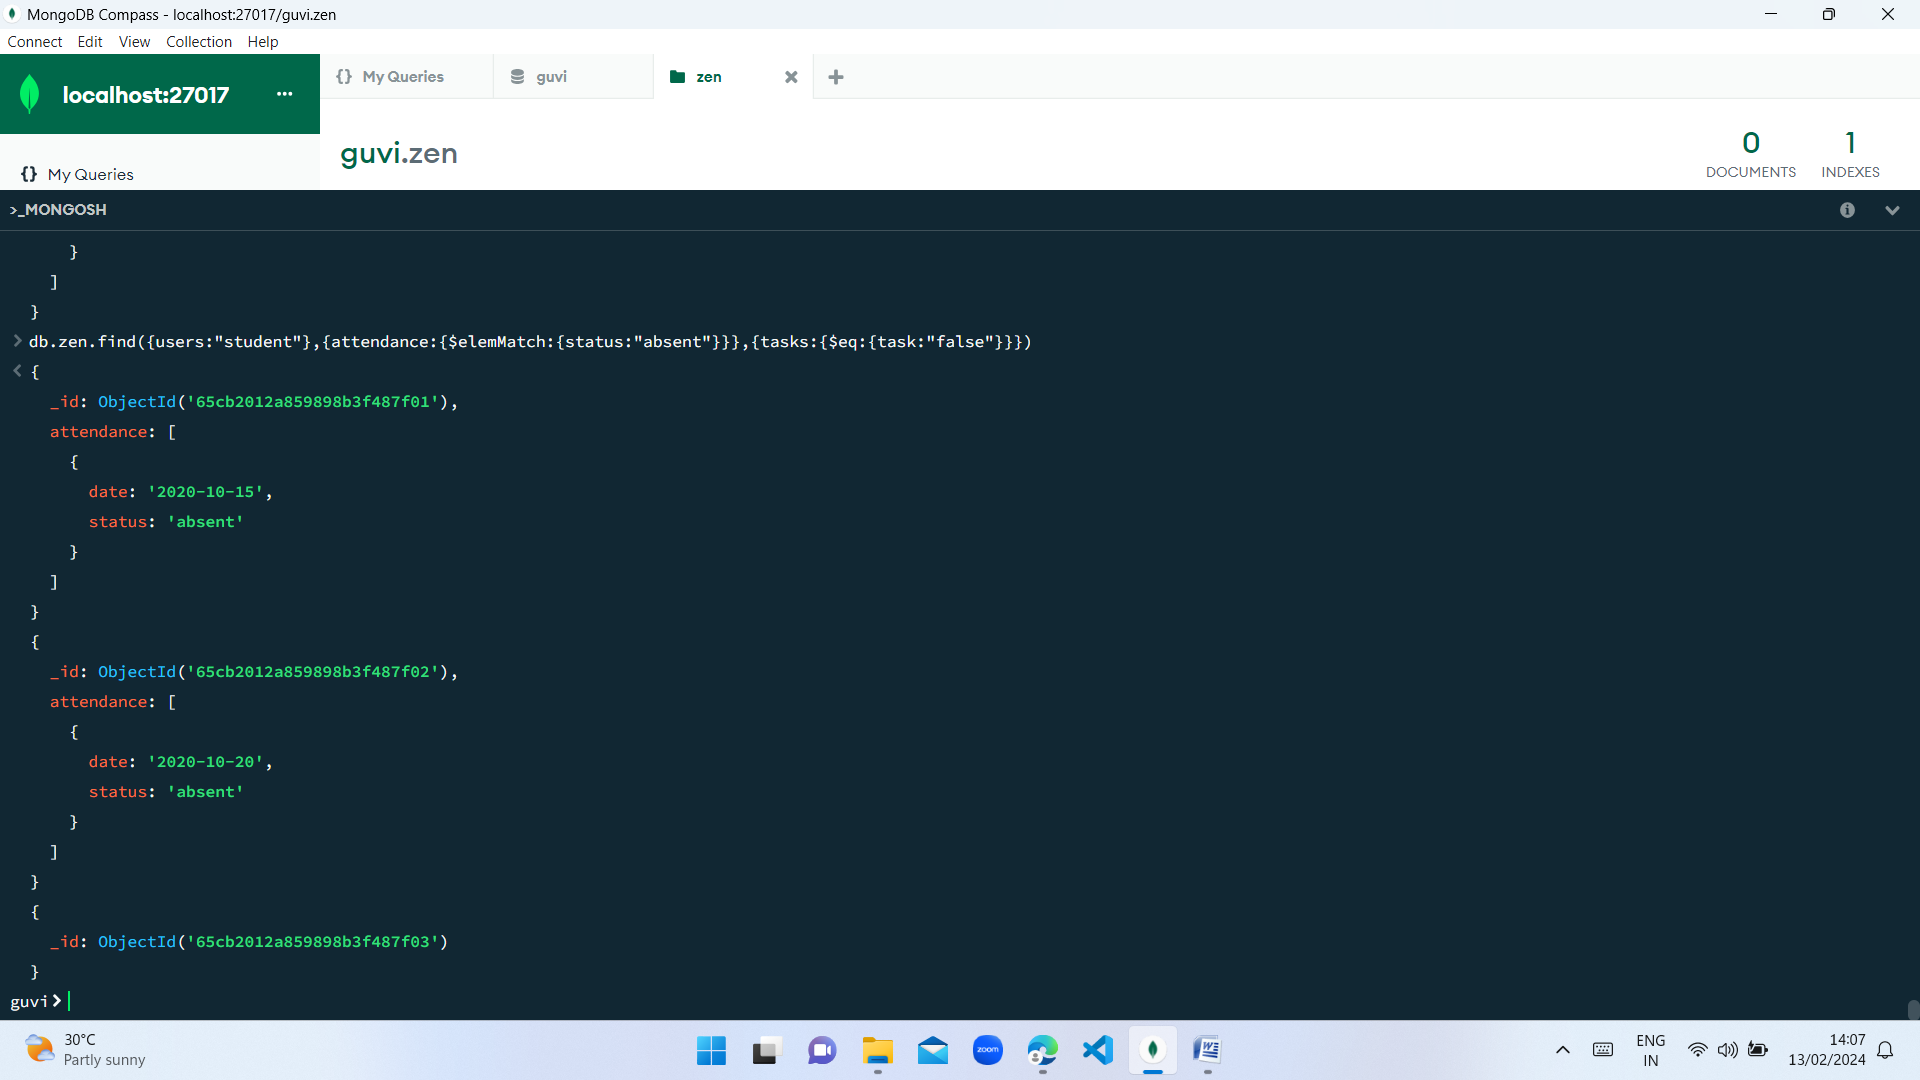 MongoDB Compass - localhost:27017/guvi.zen
Connect Edit View Collection Help
localhost:27017 ...
{} My Queries
guvi
zen
guvi.zen
0
DOCUMENTS
1
INDEXES
{} My Queries
>_MONGOSH
}
]
}
> db.zen.find({users:"student"},{attendance:{$elemMatch:{status:"absent"}}},{tasks:{$eq:{task:"false"}}})
< {
_id: ObjectId('65cb2012a859898b3f487f01'),
attendance: [
{
date: '2020-10-15',
status: 'absent'
}
]
}
{
_id: ObjectId('65cb2012a859898b3f487f02'),
attendance: [
{
date: '2020-10-20',
status: 'absent'
}
]
}
{
_id: ObjectId('65cb2012a859898b3f487f03')
}
guvi>
30°C
Partly sunny
zoom
ENG
IN
14:07
13/02/2024